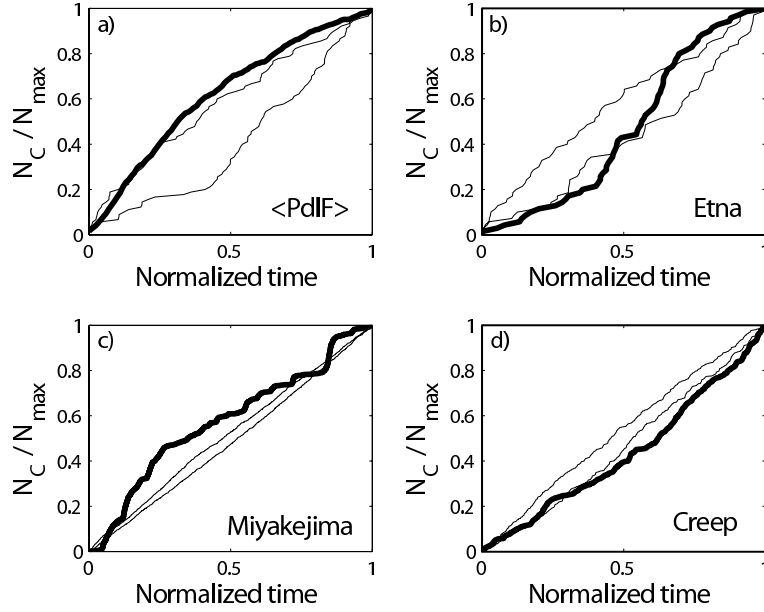 a)
1
0.8
0.6
0.4
0.2
0
N_C / N_max
<PdlF>
0
0.5
1
Normalized time
b)
1
0.8
0.6
0.4
0.2
0
N_C / N_max
Etna
0
0.5
1
Normalized time
c)
1
0.8
0.6
0.4
0.2
0
N_C / N_max
Miyakejima
0
0.5
1
Normalized time
d)
1
0.8
0.6
0.4
0.2
0
N_C / N_max
Creep
0
0.5
1
Normalized time